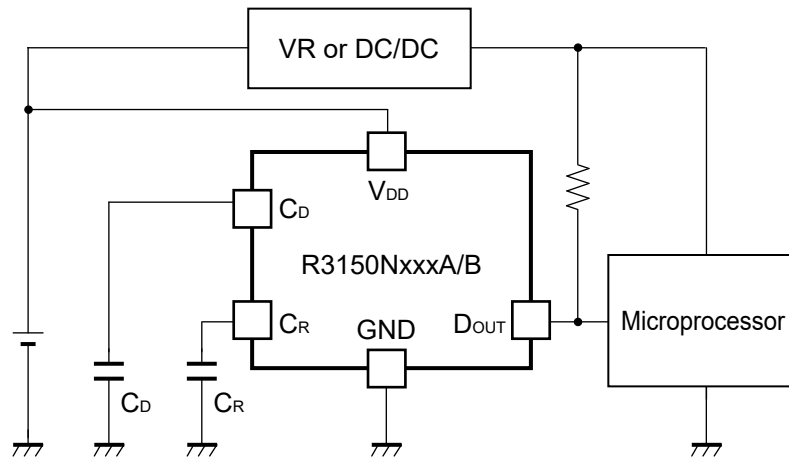 VR or DC/DC
VDD
CD
R3150NxxxA/B
CR
GND
DOUT
Microprocessor
CD
CR